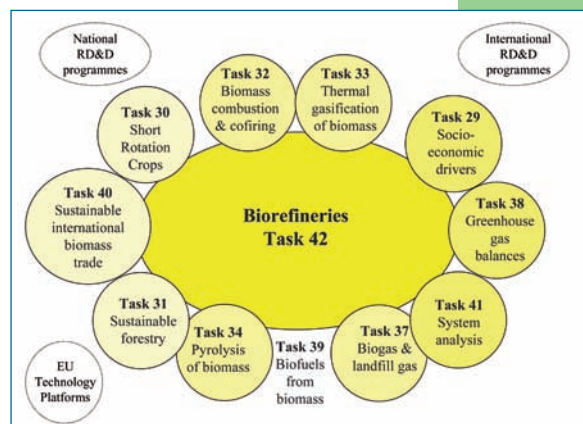 National
RD&D
programmes
International
RD&D
programmes
Task 32
Biomass
combustion
& cofiring
Task 33
Thermal
gasification
of biomass
Task 30
Short
Rotation
Crops
Task 29
Socio-
economic
drivers
Task 40
Sustainable
international
biomass
trade
Biorefineries
Task 42
Task 38
Greenhouse
gas
balances
Task 31
Sustainable
forestry
Task 41
System
analysis
Task 34
Pyrolysis
of biomass
Task 39
Biofuels
from
biomass
Task 37
Biogas &
landfill gas
EU
Technology
Platforms